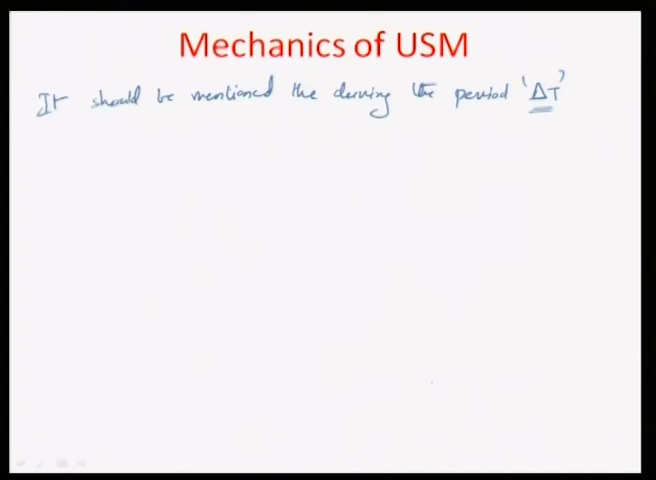 Mechanics of USM
It should be mentioned the during the period 'ΔT'